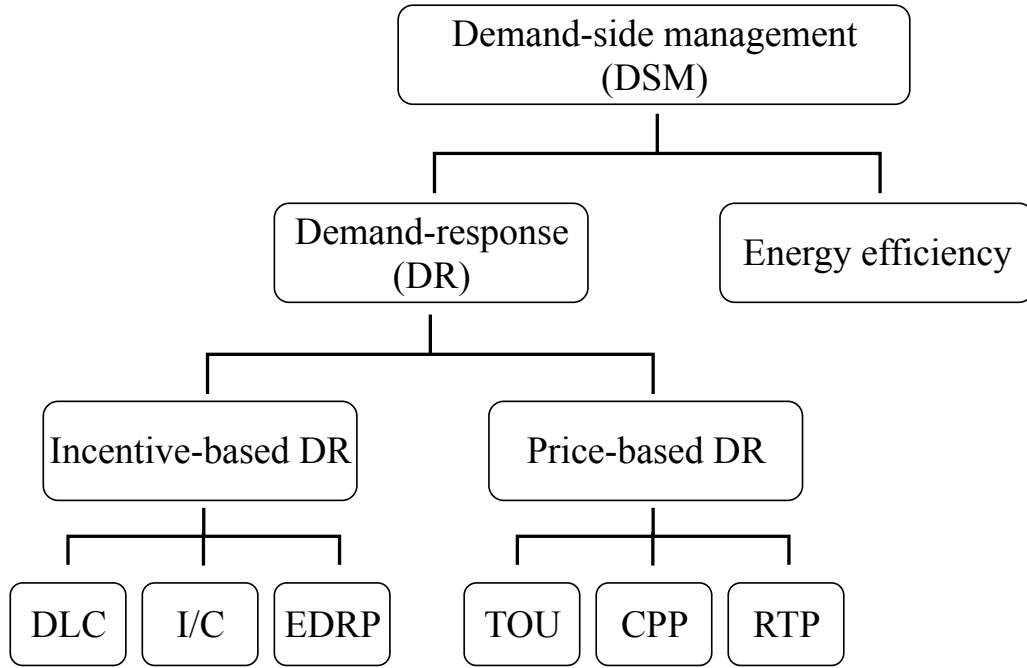 Demand-side management
(DSM)
Demand-response
(DR)
Energy efficiency
Incentive-based DR
Price-based DR
DLC
I/C
EDRP
TOU
CPP
RTP